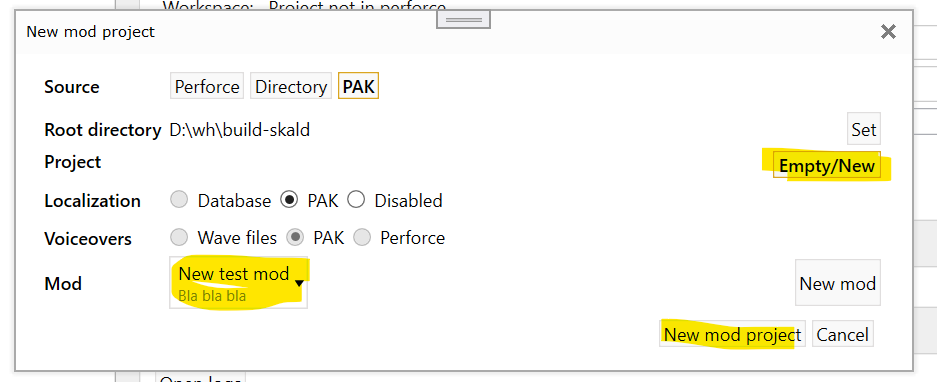 Workspace: Project not in perforce
New mod project
Source Perforce Directory PAK
Root directory D:\wh\build-skald Set
Project Empty/New
Localization Database PAK Disabled
Voiceovers Wave files PAK Perforce
Mod New test mod New mod
Bla bla bla
New mod project Cancel
Open logs